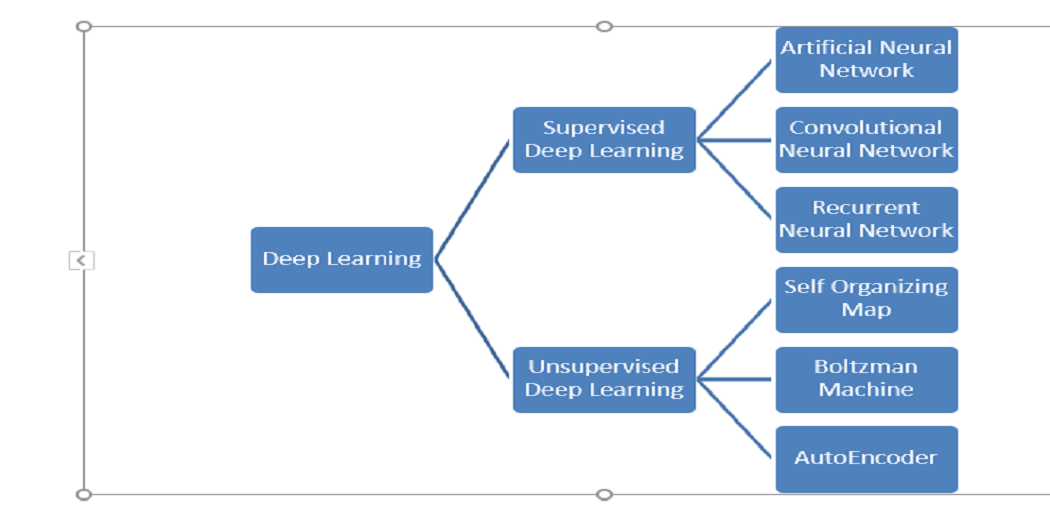 Deep Learning
Supervised
Deep Learning
Artificial Neural
Network
Convolutional
Neural Network
Recurrent
Neural Network
Unsupervised
Deep Learning
Self Organizing
Map
Boltzman
Machine
AutoEncoder